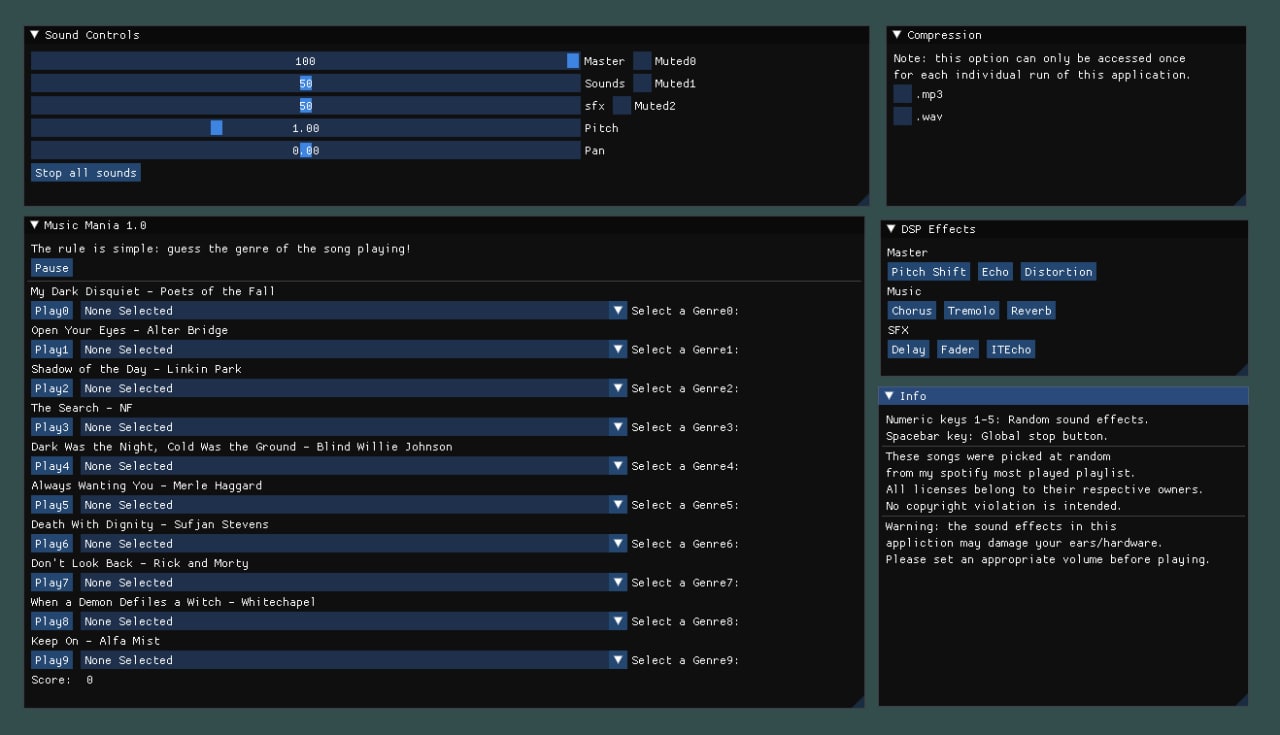 Sound Controls
100 Master Muted0
50 Sounds Muted1
50 sfx Muted2
1.00 Pitch
0.00 Pan
Stop all sounds
Compression
Note: this option can only be accessed once
for each individual run of this application.
.mp3
.wav
Music Mania 1.0
The rule is simple: guess the genre of the song playing!
Pause
My Dark Disquiet - Poets of the Fall
Play0 None Selected Select a Genre0:
Open Your Eyes - Alter Bridge
Play1 None Selected Select a Genre1:
Shadow of the Day - Linkin Park
Play2 None Selected Select a Genre2:
The Search - NF
Play3 None Selected Select a Genre3:
Dark Was the Night, Cold Was the Ground - Blind Willie Johnson
Play4 None Selected Select a Genre4:
Always Wanting You - Merle Haggard
Play5 None Selected Select a Genre5:
Death With Dignity - Sufjan Stevens
Play6 None Selected Select a Genre6:
Don't Look Back - Rick and Morty
Play7 None Selected Select a Genre7:
When a Demon Defiles a Witch - Whitechapel
Play8 None Selected Select a Genre8:
Keep On - Alfa Mist
Play9 None Selected Select a Genre9:
Score: 0
DSP Effects
Master
Pitch Shift Echo Distortion
Music
Chorus Tremolo Reverb
SFX
Delay Fader ITEcho
Info
Numeric keys 1-5: Random sound effects.
Spacebar key: Global stop button.
These songs were picked at random
from my spotify most played playlist.
All licenses belong to their respective owners.
No copyright violation is intended.
Warning: the sound effects in this
appliction may damage your ears/hardware.
Please set an appropriate volume before playing.